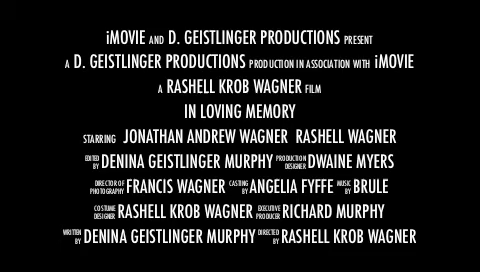 iMOVIE AND D. GEISTLINGER PRODUCTIONS PRESENT
A D. GEISTLINGER PRODUCTIONS PRODUCTION IN ASSOCIATION WITH iMOVIE
A RASHELL KROB WAGNER FILM
IN LOVING MEMORY
STARRING JONATHAN ANDREW WAGNER RASHELL WAGNER
EDITED BY DENINA GEISTLINGER MURPHY PRODUCTION DESIGNER DWAINE MYERS
DIRECTOR OF PHOTOGRAPHY FRANCIS WAGNER CASTING BY ANGELIA FYFFE MUSIC BY BRULE
COSTUME DESIGNER RASHELL KROB WAGNER EXECUTIVE PRODUCER RICHARD MURPHY
WRITTEN BY DENINA GEISTLINGER MURPHY DIRECTED BY RASHELL KROB WAGNER